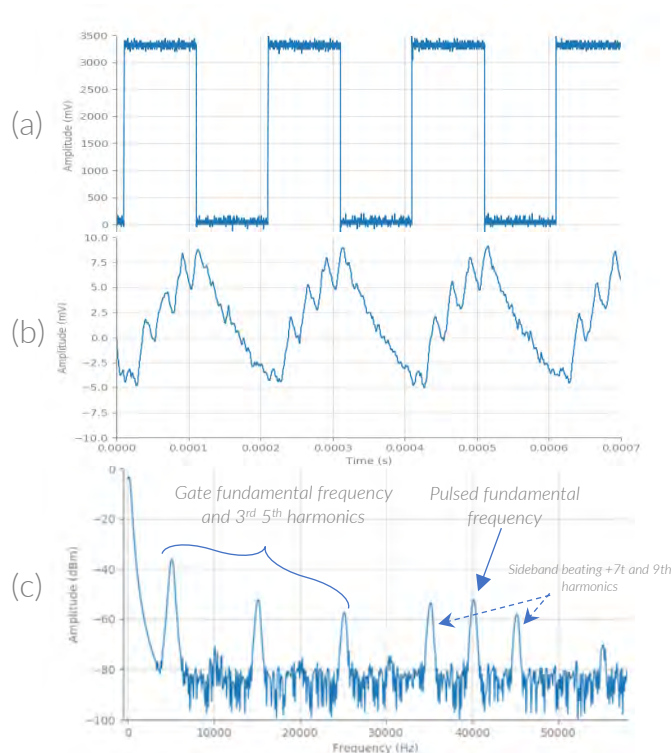 (a)
Amplitude (mV)
3500
3000
2500
2000
1500
1000
500
0
(b)
Amplitude (mV)
10.0
7.5
5.0
2.5
0.0
−2.5
−5.0
−7.5
−10.0
0.0000 0.0001 0.0002 0.0003 0.0004 0.0005 0.0006 0.0007
Time (s)
(c)
Amplitude (dBm)
0
−20
−40
−60
−80
−100
Gate fundamental frequency
and 3rd 5th harmonics
Pulsed fundamental
frequency
Sideband beating +7t and 9th
harmonics
0 10000 20000 30000 40000 50000
Frequency (Hz)